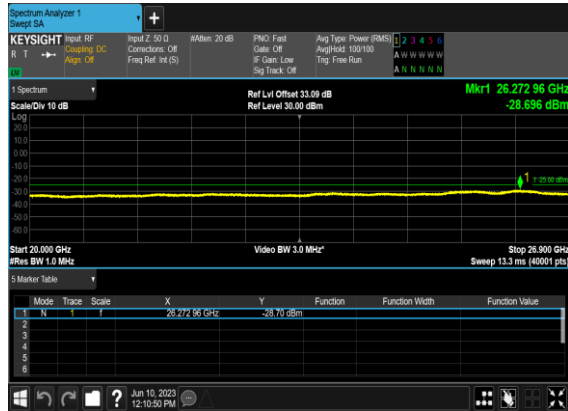 Spectrum Analyzer 1
Swept SA
+
KEYSIGHT Input: RF Input Z: 50 Ω #Atten: 20 dB PNO: Fast Avg Type: Power (RMS) 1 2 3 4 5 6
R T Coupling: DC Corrections: Off Gate: Off Avg|Hold: 100/100 A W W W W W
Align: Off Freq Ref: Int (S) IF Gain: Low Trig: Free Run
Sig Track: Off A N N N N N
1 Spectrum Ref Lvl Offset 33.09 dB Mkr1 26.272 96 GHz
Scale/Div 10 dB Ref Level 30.00 dBm -28.696 dBm
Log
20.0
10.0
0.00
-10.0
-20.0
1 -25.00 dBm
-30.0
-40.0
-50.0
-60.0
Start 20.000 GHz Video BW 3.0 MHz* Stop 26.900 GHz
#Res BW 1.0 MHz Sweep 13.3 ms (40001 pts)
5 Marker Table
Mode Trace Scale X Y Function Function Width Function Value
1 N 1 f 26.272 96 GHz -28.70 dBm
2
3
4
5
6
? Jun 10, 2023
12:10:50 PM